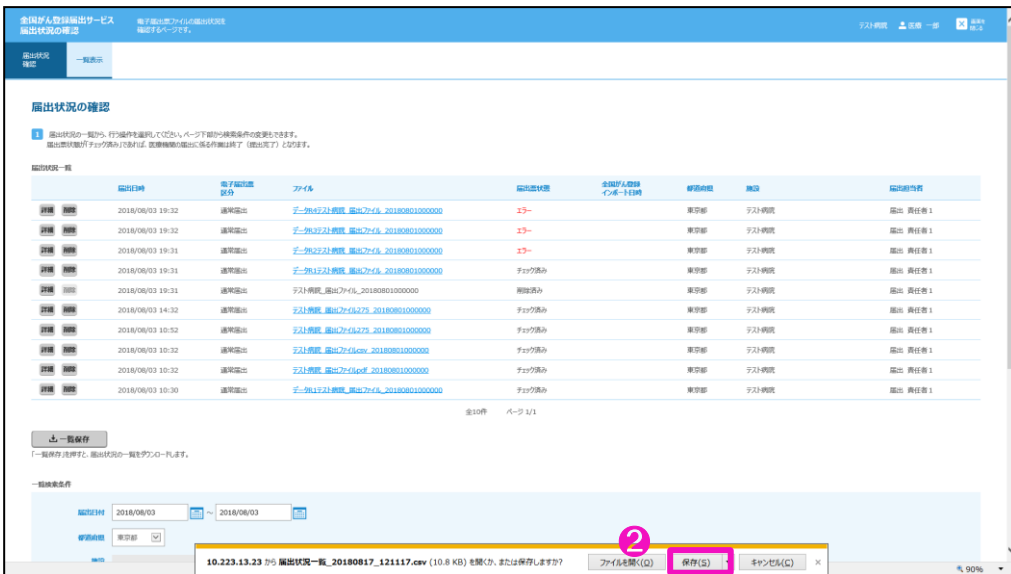 全国がん登録届出サービス
届出状況の確認
電子届出票ファイルの届出状況を
確認するページです。
テスト病院 医療 一郎 画面を
閉じる
届出状況
確認
一覧表示
届出状況の確認
1 届出状況の一覧から、行う操作を選択してください。ページ下部から検索条件の変更もできます。
届出票状態が「チェック済み」であれば、医療機関の届出に係る作業は終了（提出完了）となります。
届出状況一覧
届出日時 電子届出票
区分 ファイル 届出票状態 全国がん登録
インポート日時 都道府県 施設 届出担当者
詳細 削除 2018/08/03 19:32 通常届出 データR4テスト病院_届出ファイル_20180801000000 エラー 東京都 テスト病院 届出 責任者1
詳細 削除 2018/08/03 19:32 通常届出 データR3テスト病院_届出ファイル_20180801000000 エラー 東京都 テスト病院 届出 責任者1
詳細 削除 2018/08/03 19:31 通常届出 データR2テスト病院_届出ファイル_20180801000000 エラー 東京都 テスト病院 届出 責任者1
詳細 削除 2018/08/03 19:31 通常届出 データR1テスト病院_届出ファイル_20180801000000 チェック済み 東京都 テスト病院 届出 責任者1
詳細 削除 2018/08/03 19:31 通常届出 テスト病院_届出ファイル_20180801000000 削除済み 東京都 テスト病院 届出 責任者1
詳細 削除 2018/08/03 14:32 通常届出 テスト病院_届出ファイル275_20180801000000 チェック済み 東京都 テスト病院 届出 責任者1
詳細 削除 2018/08/03 10:52 通常届出 テスト病院_届出ファイル275_20180801000000 チェック済み 東京都 テスト病院 届出 責任者1
詳細 削除 2018/08/03 10:32 通常届出 テスト病院_届出ファイルcsv_20180801000000 チェック済み 東京都 テスト病院 届出 責任者1
詳細 削除 2018/08/03 10:32 通常届出 テスト病院_届出ファイルpdf_20180801000000 チェック済み 東京都 テスト病院 届出 責任者1
詳細 削除 2018/08/03 10:30 通常届出 データR1テスト病院_届出ファイル_20180801000000 チェック済み 東京都 テスト病院 届出 責任者1
全10件 ページ 1/1
一覧保存
「一覧保存」を押すと、届出状況の一覧をダウンロードします。
一覧検索条件
届出日付 2018/08/03 ～ 2018/08/03
都道府県 東京都
2
10.223.13.23 から 届出状況一覧_20180817_121117.csv (10.8 KB) を開くか、または保存しますか? ファイルを開く(O) 保存(S) キャンセル(C) ×
90%